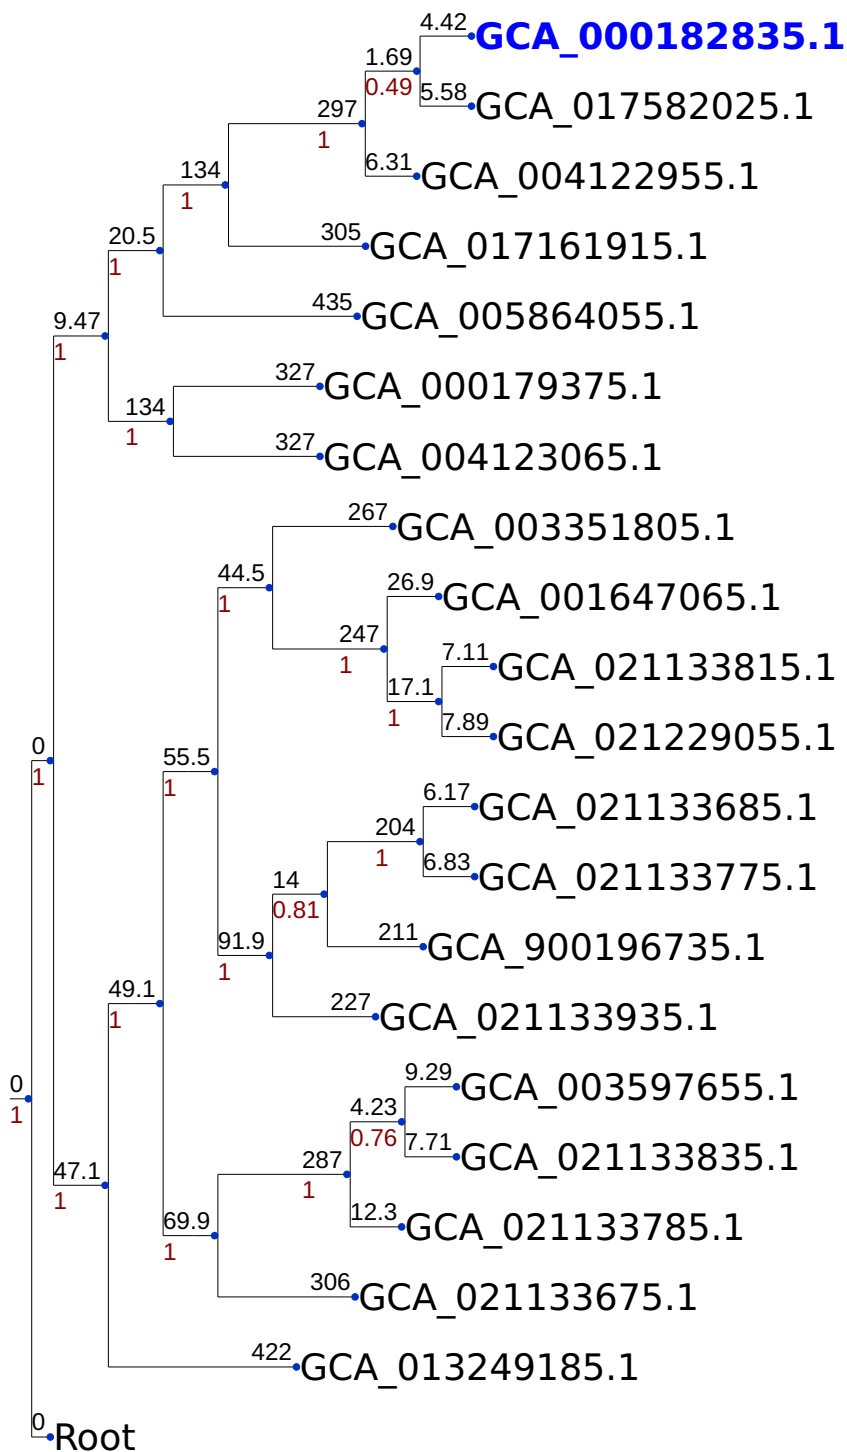 4.42
GCA_000182835.1
1.69
0.49
5.58
GCA_017582025.1
297
1
6.31
GCA_004122955.1
134
1
20.5
1
305
GCA_017161915.1
435
GCA_005864055.1
9.47
1
327
GCA_000179375.1
134
1
327
GCA_004123065.1
267
GCA_003351805.1
44.5
1
26.9
GCA_001647065.1
247
1
7.11
GCA_021133815.1
17.1
1
7.89
GCA_021229055.1
0
1
55.5
1
6.17
GCA_021133685.1
204
1
6.83
GCA_021133775.1
14
0.81
211
GCA_900196735.1
91.9
1
49.1
1
227
GCA_021133935.1
0
1
9.29
GCA_003597655.1
4.23
0.76
7.71
GCA_021133835.1
287
1
47.1
1
12.3
GCA_021133785.1
69.9
1
306
GCA_021133675.1
422
GCA_013249185.1
0
Root